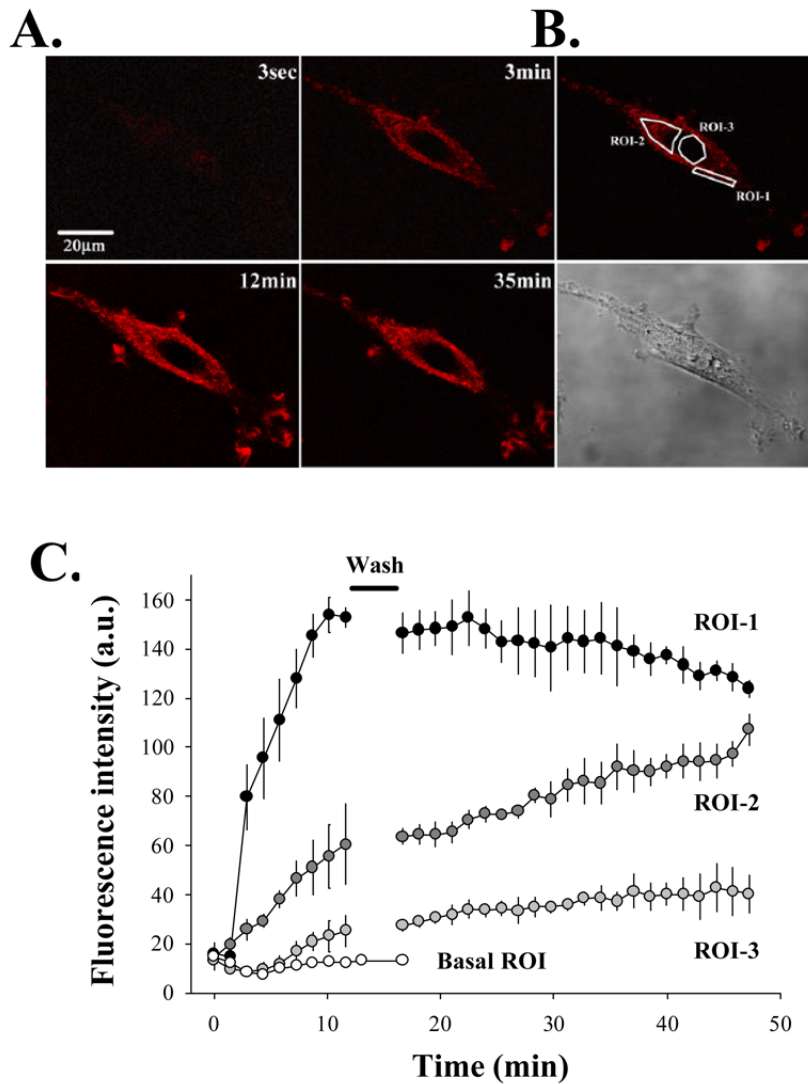 A.
B.
3sec
3min
20µm
ROI-3
ROI-2
ROI-1
12min
35min
C.
Wash
160
140
120
100
80
60
40
20
0
Fluorescence intensity (a.u.)
ROI-1
ROI-2
ROI-3
Basal ROI
0
10
20
30
40
50
Time (min)